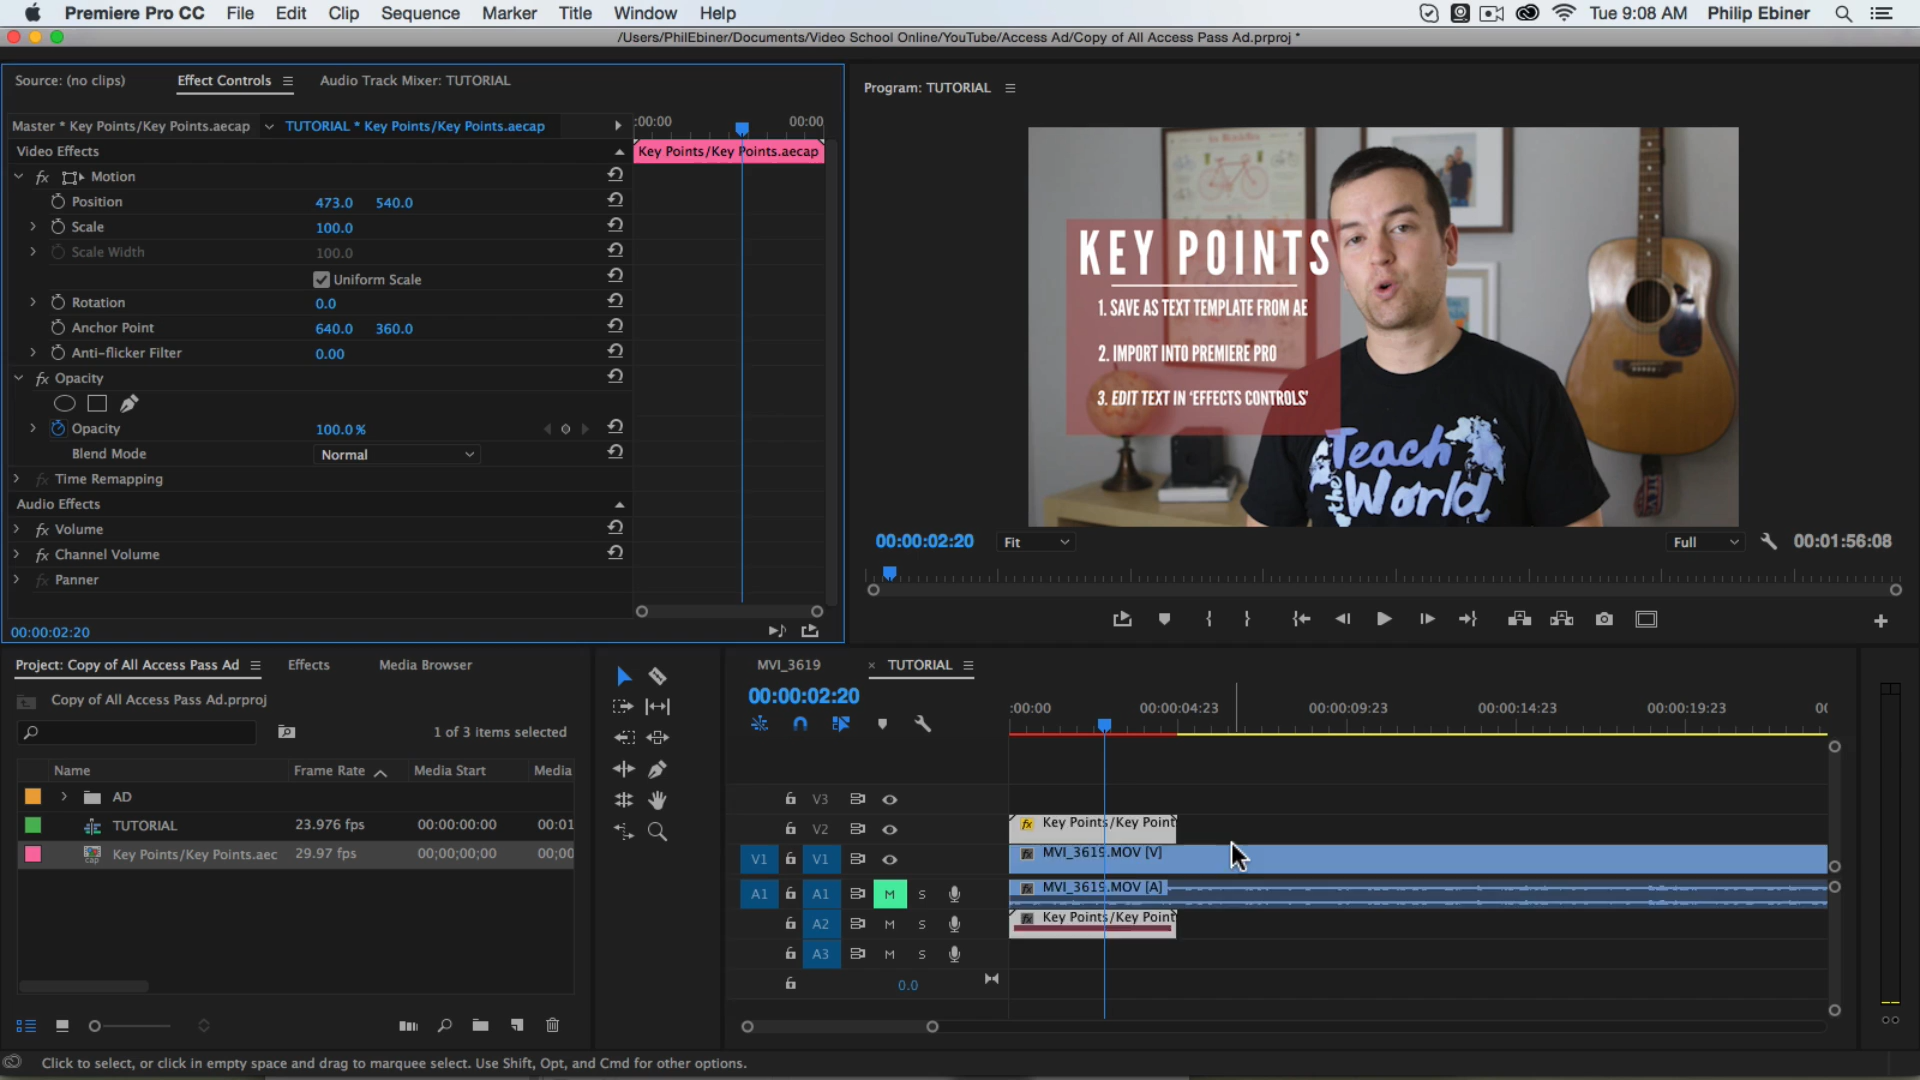 Premiere Pro CC File Edit Clip Sequence Marker Title Window Help
Tue 9:08 AM Philip Ebiner
/Users/PhilEbiner/Documents/Video School Online/YouTube/Access Ad/Copy of All Access Pass Ad.prproj *
Source: (no clips) Effect Controls Audio Track Mixer: TUTORIAL
Program: TUTORIAL
Master * Key Points/Key Points.aecap TUTORIAL * Key Points/Key Points.aecap
:00:00 00:00
Video Effects
Key Points/Key Points.aecap
fx Motion
Position 473.0 540.0
Scale 100.0
Scale Width 100.0
Uniform Scale
Rotation 0.0
Anchor Point 640.0 360.0
Anti-flicker Filter 0.00
fx Opacity
Opacity 100.0 %
Blend Mode Normal
fx Time Remapping
Audio Effects
fx Volume
fx Channel Volume
fx Panner
00:00:02:20
KEY POINTS
1. SAVE AS TEXT TEMPLATE FROM AE
2. IMPORT INTO PREMIERE PRO
3. EDIT TEXT IN 'EFFECTS CONTROLS'
Teach
the
World
00:00:02:20 Fit Full 00:01:56:08
Project: Copy of All Access Pass Ad Effects Media Browser
Copy of All Access Pass Ad.prproj
1 of 3 items selected
Name Frame Rate Media Start Media
AD
TUTORIAL 23.976 fps 00:00:00:00 00:01
cap Key Points/Key Points.aec 29.97 fps 00;00;00;00 00;00
MVI_3619 × TUTORIAL
00:00:02:20
:00:00 00:00:04:23 00:00:09:23 00:00:14:23 00:00:19:23 00
V3
V2 fx Key Points/Key Point
V1 V1 fx MVI_3619.MOV [V]
A1 A1 M S fx MVI_3619.MOV [A]
A2 M S fx Key Points/Key Point
A3 M S
0.0
Click to select, or click in empty space and drag to marquee select. Use Shift, Opt, and Cmd for other options.